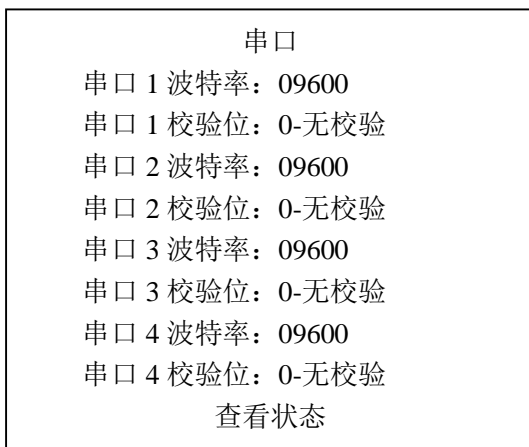 串口
串口 1 波特率：09600
串口 1 校验位：0-无校验
串口 2 波特率：09600
串口 2 校验位：0-无校验
串口 3 波特率：09600
串口 3 校验位：0-无校验
串口 4 波特率：09600
串口 4 校验位：0-无校验
查看状态